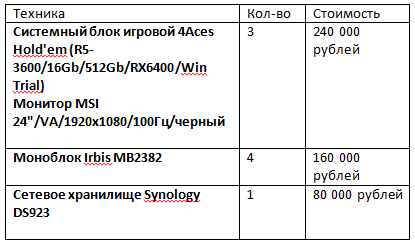 Техника Кол-во Стоимость
Системный блок игровой 4Aces 3 240 000
Hold'em (R5- рублей
3600/16Gb/512Gb/RX6400/Win
Trial)
Монитор MSI
24"/VA/1920x1080/100Гц/черный
Моноблок Irbis MB2382 4 160 000
рублей
Сетевое хранилище Synology 1 80 000 рублей
DS923